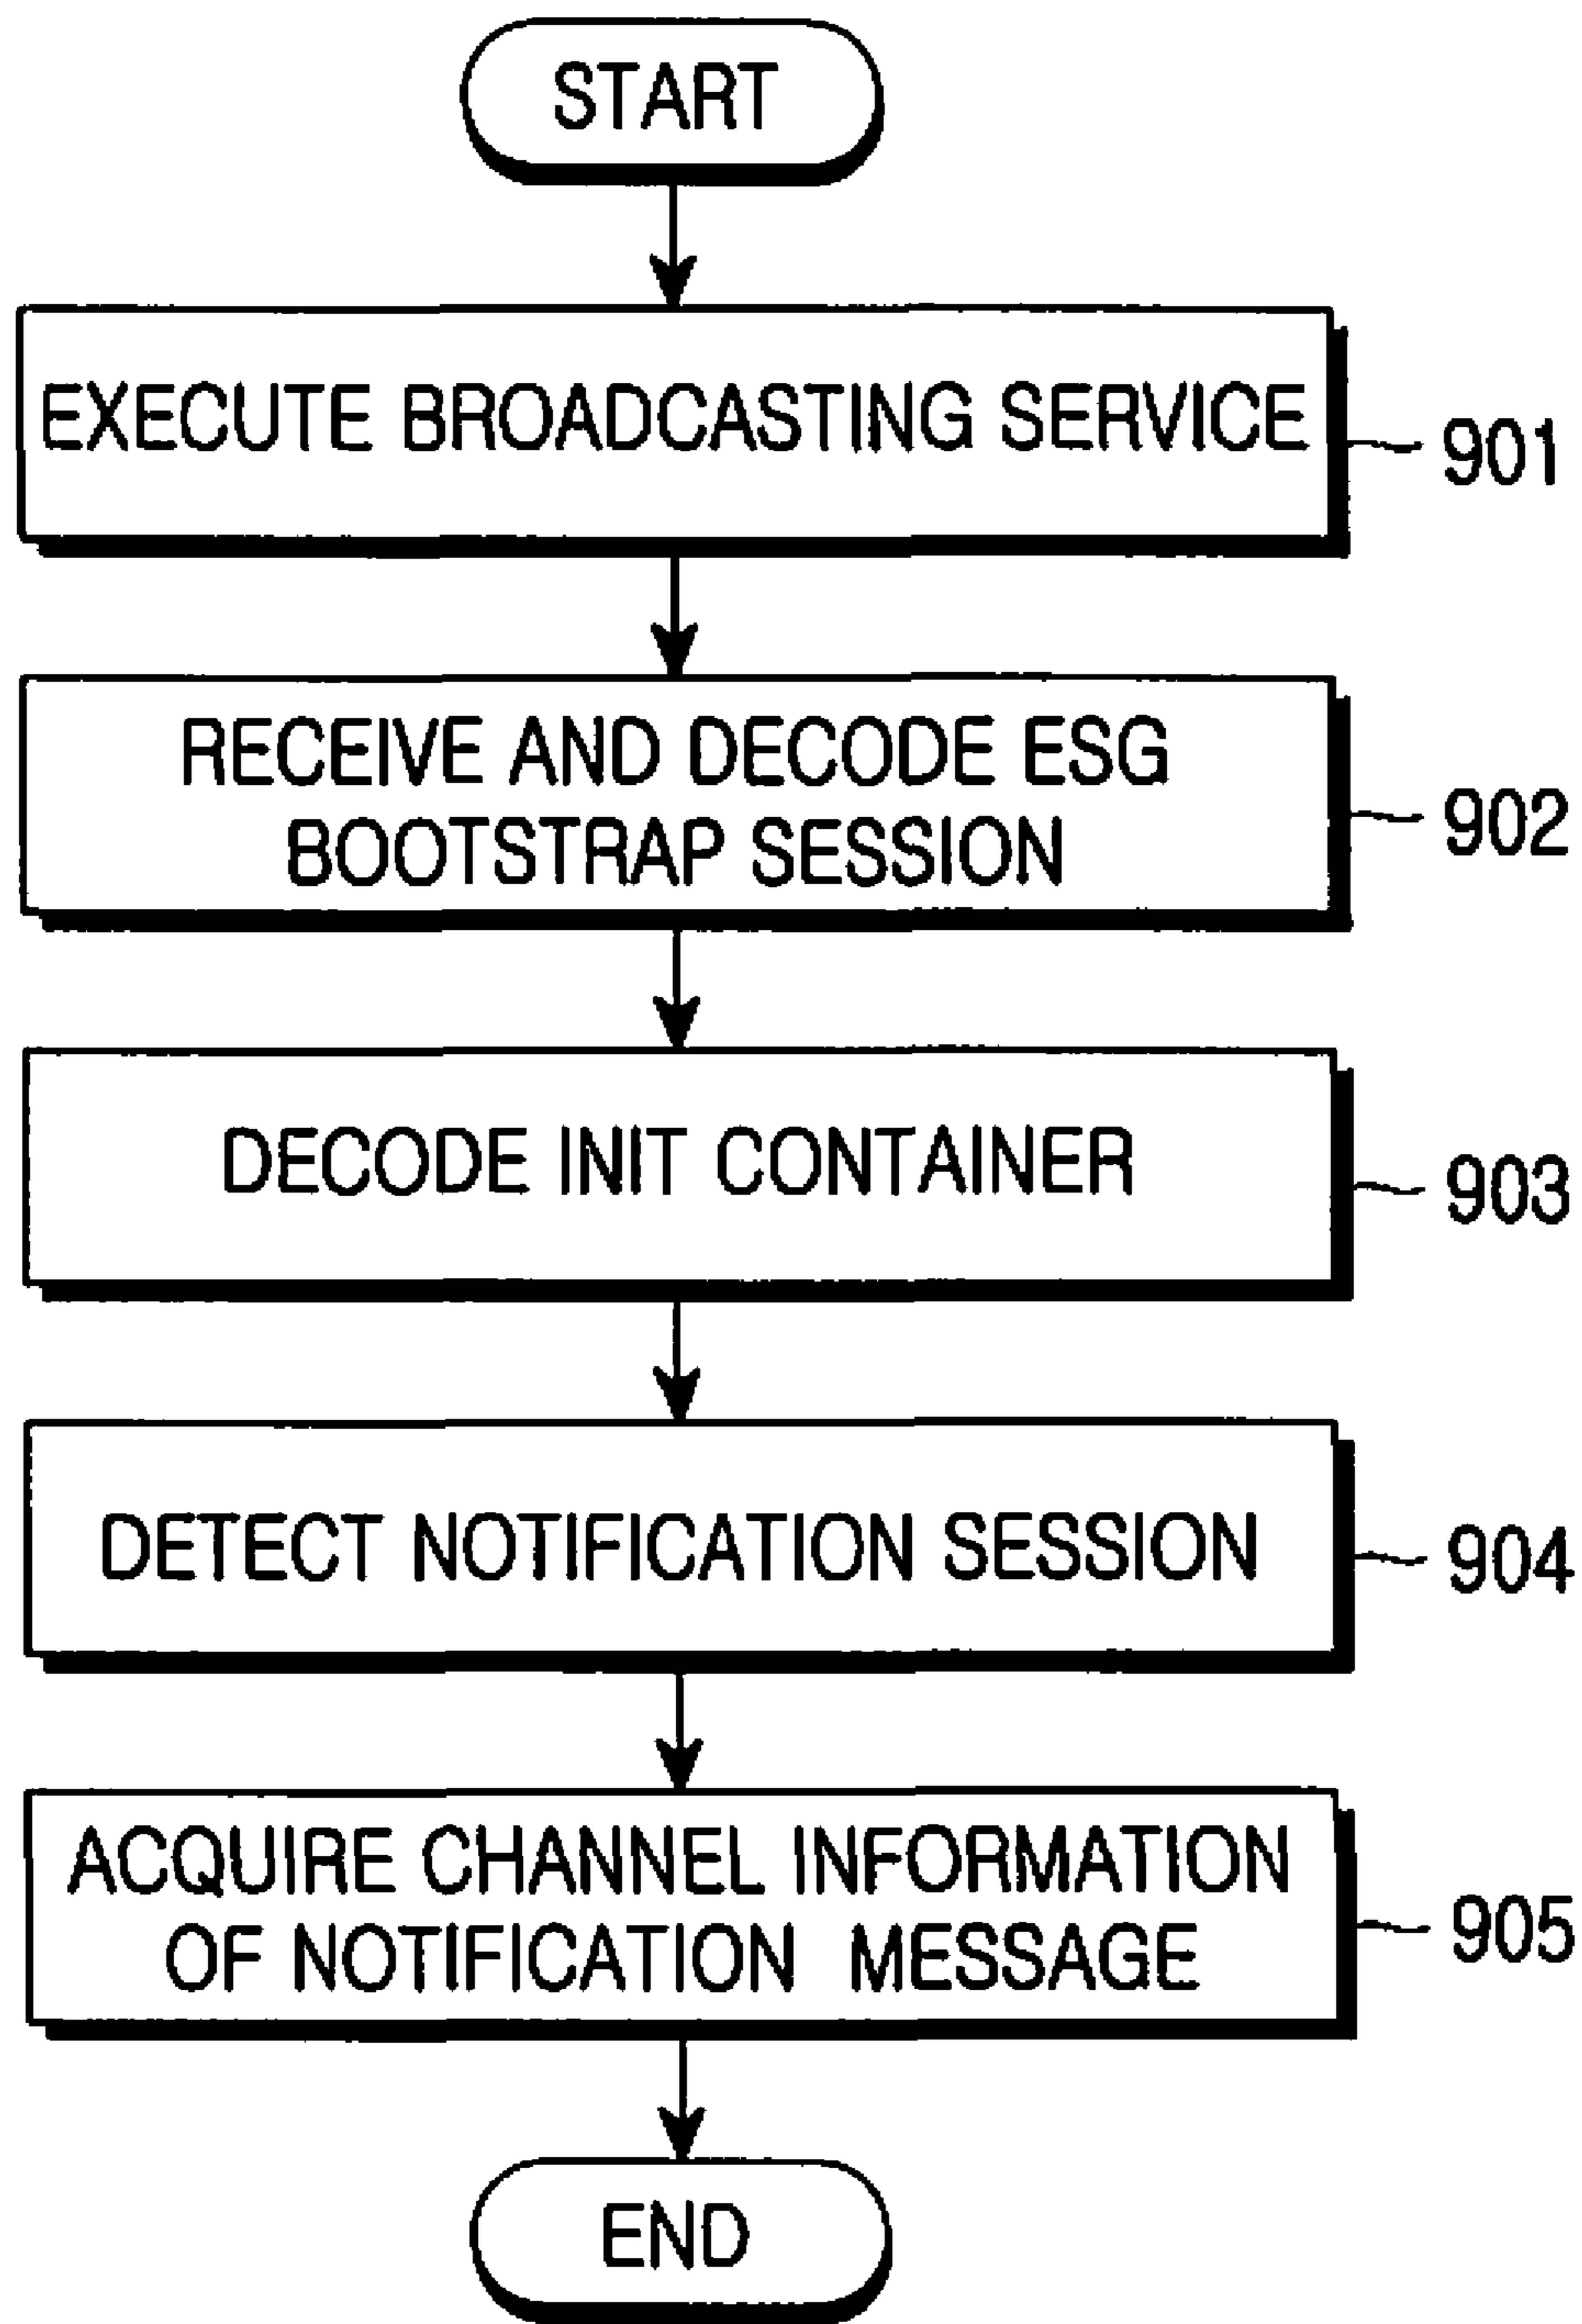 START
EXECUTE BROADCASTING SERVICE
901
RECEIVE AND DECODE ESG
BOOTSTRAP SESSION
902
DECODE INIT CONTAINER
903
DETECT NOTIFICATION SESSION
904
ACQUIRE CHANNEL INFORMATION
OF NOTIFICATION MESSAGE
905
END